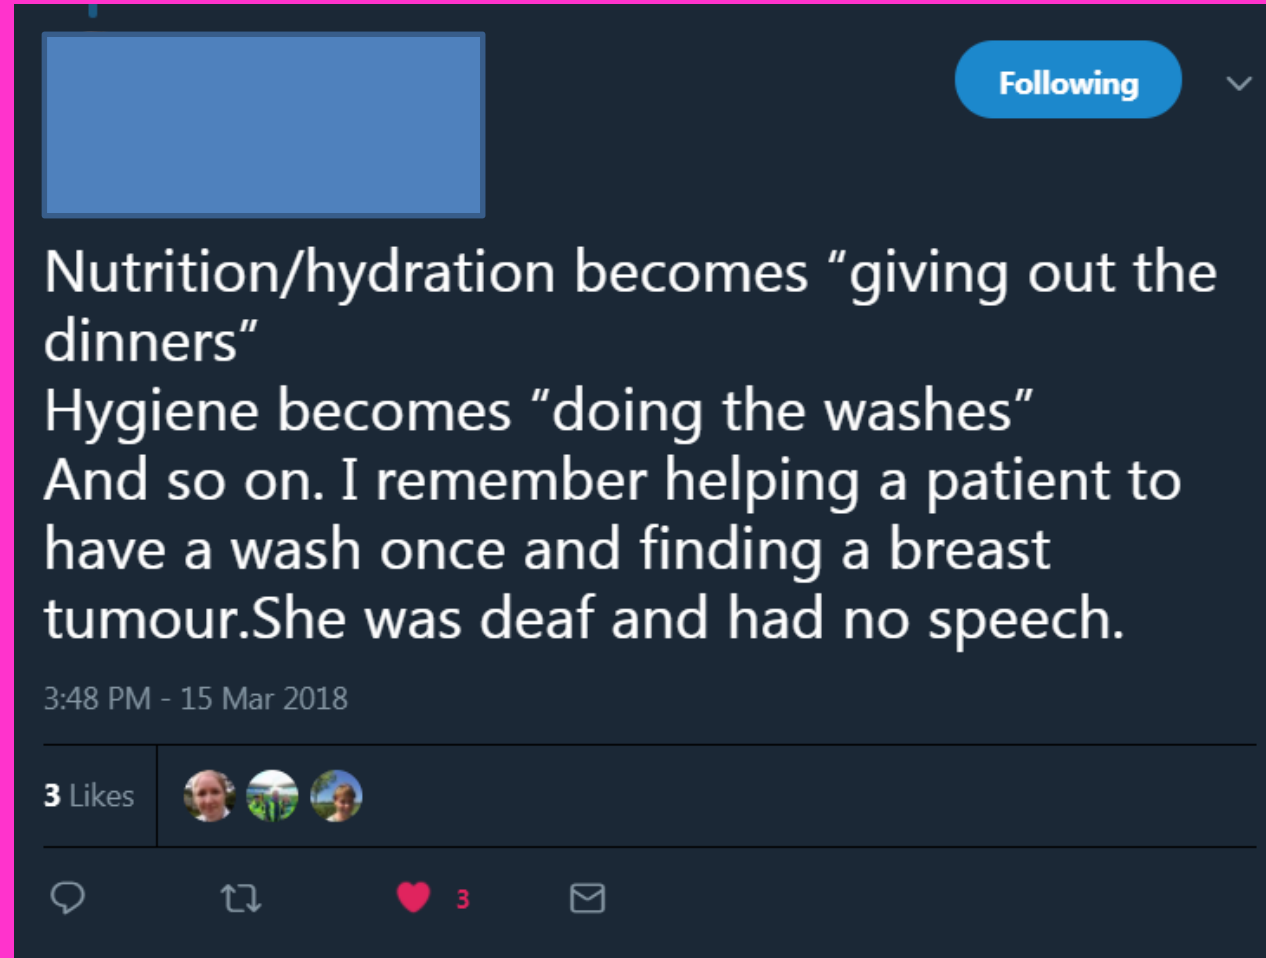 Following
Nutrition/hydration becomes “giving out the
dinners”
Hygiene becomes “doing the washes”
And so on. I remember helping a patient to
have a wash once and finding a breast
tumour.She was deaf and had no speech.
3:48 PM - 15 Mar 2018
3 Likes
3